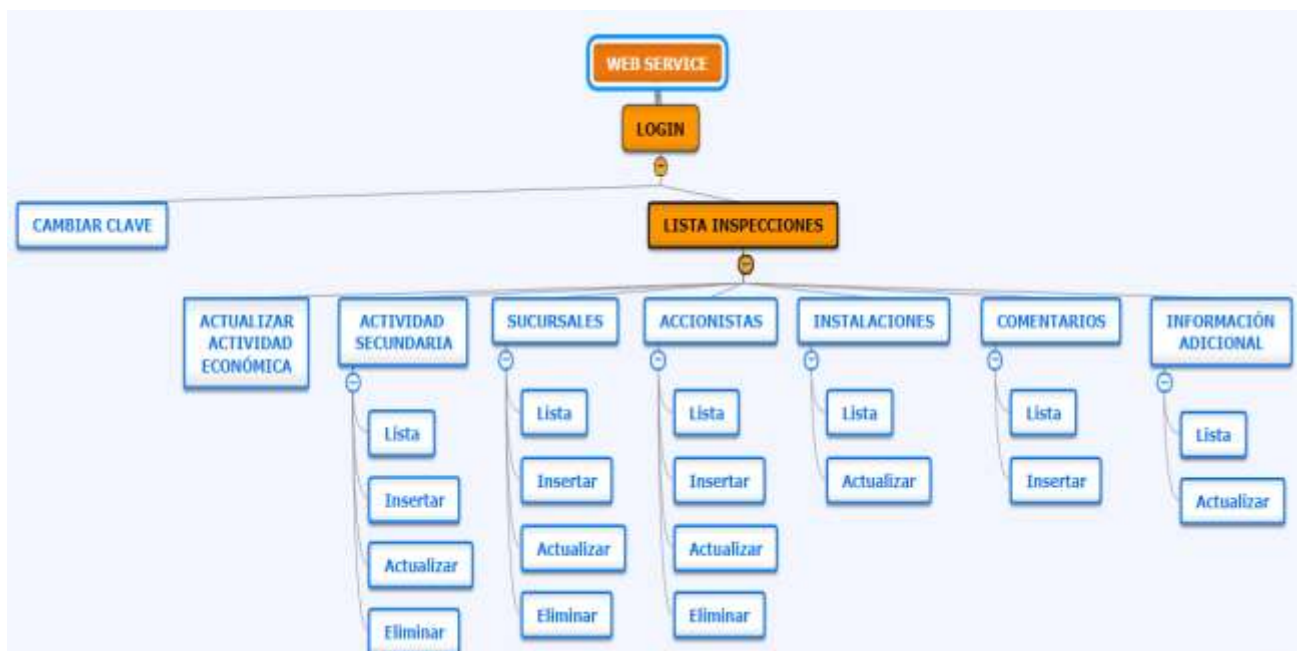 WEB SERVICE
LOGIN
CAMBIAR CLAVE
LISTA INSPECCIONES
ACTUALIZAR
ACTIVIDAD
ECONÓMICA
ACTIVIDAD
SECUNDARIA
SUCURSALES
ACCIONISTAS
INSTALACIONES
COMENTARIOS
INFORMACIÓN
ADICIONAL
Lista
Insertar
Actualizar
Eliminar
Lista
Insertar
Actualizar
Eliminar
Lista
Insertar
Actualizar
Eliminar
Lista
Actualizar
Lista
Insertar
Lista
Actualizar